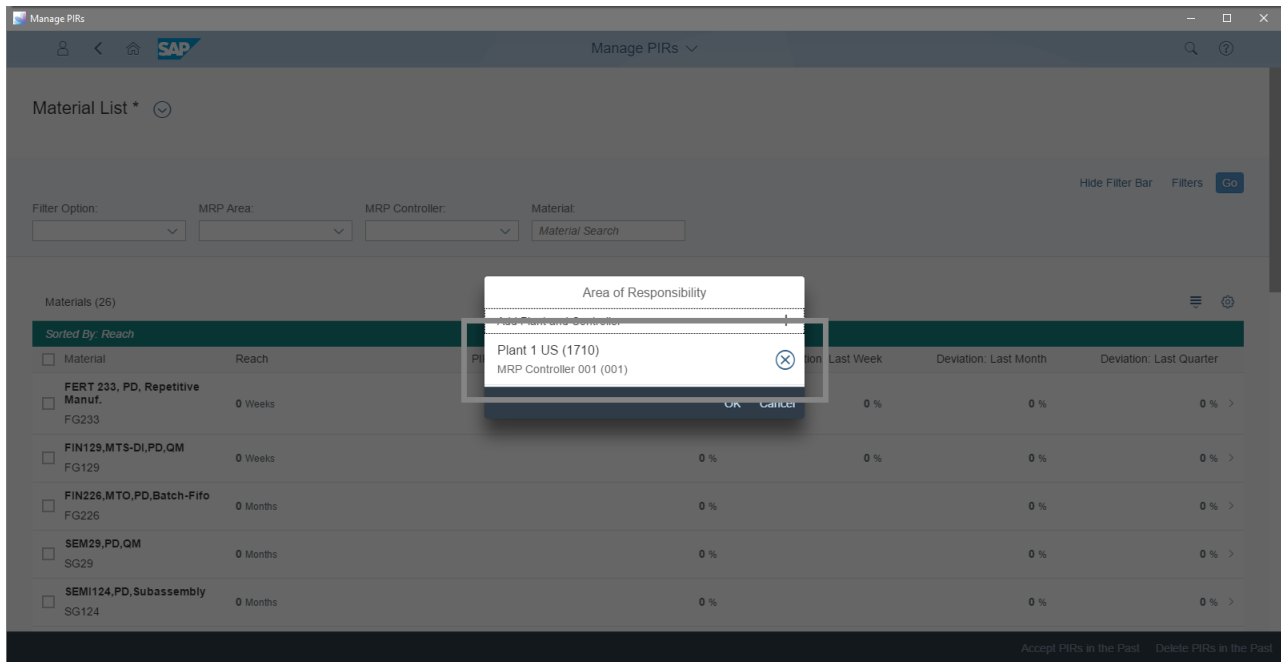 Manage PIRs
SAP
Manage PIRs
Material List *
Hide Filter Bar Filters Go
Filter Option: MRP Area: MRP Controller: Material:
Material Search
Area of Responsibility
Materials (26)
Add Plant and Controller
Sorted By: Reach
Plant 1 US (1710)
MRP Controller 001 (001)
Material Reach Last Week Deviation: Last Month Deviation: Last Quarter
OK Cancel
FERT 233, PD, Repetitive
Manuf.
FG233
0 Weeks 0 % 0 % 0 %
FIN129,MTS-DI,PD,QM
FG129
0 Weeks 0 % 0 % 0 % 0 %
FIN226,MTO,PD,Batch-Fifo
FG226
0 Months 0 % 0 % 0 %
SEM29,PD,QM
SG29
0 Months 0 % 0 % 0 %
SEMI124,PD,Subassembly
SG124
0 Months 0 % 0 % 0 %
Accept PIRs in the Past Delete PIRs in the Past